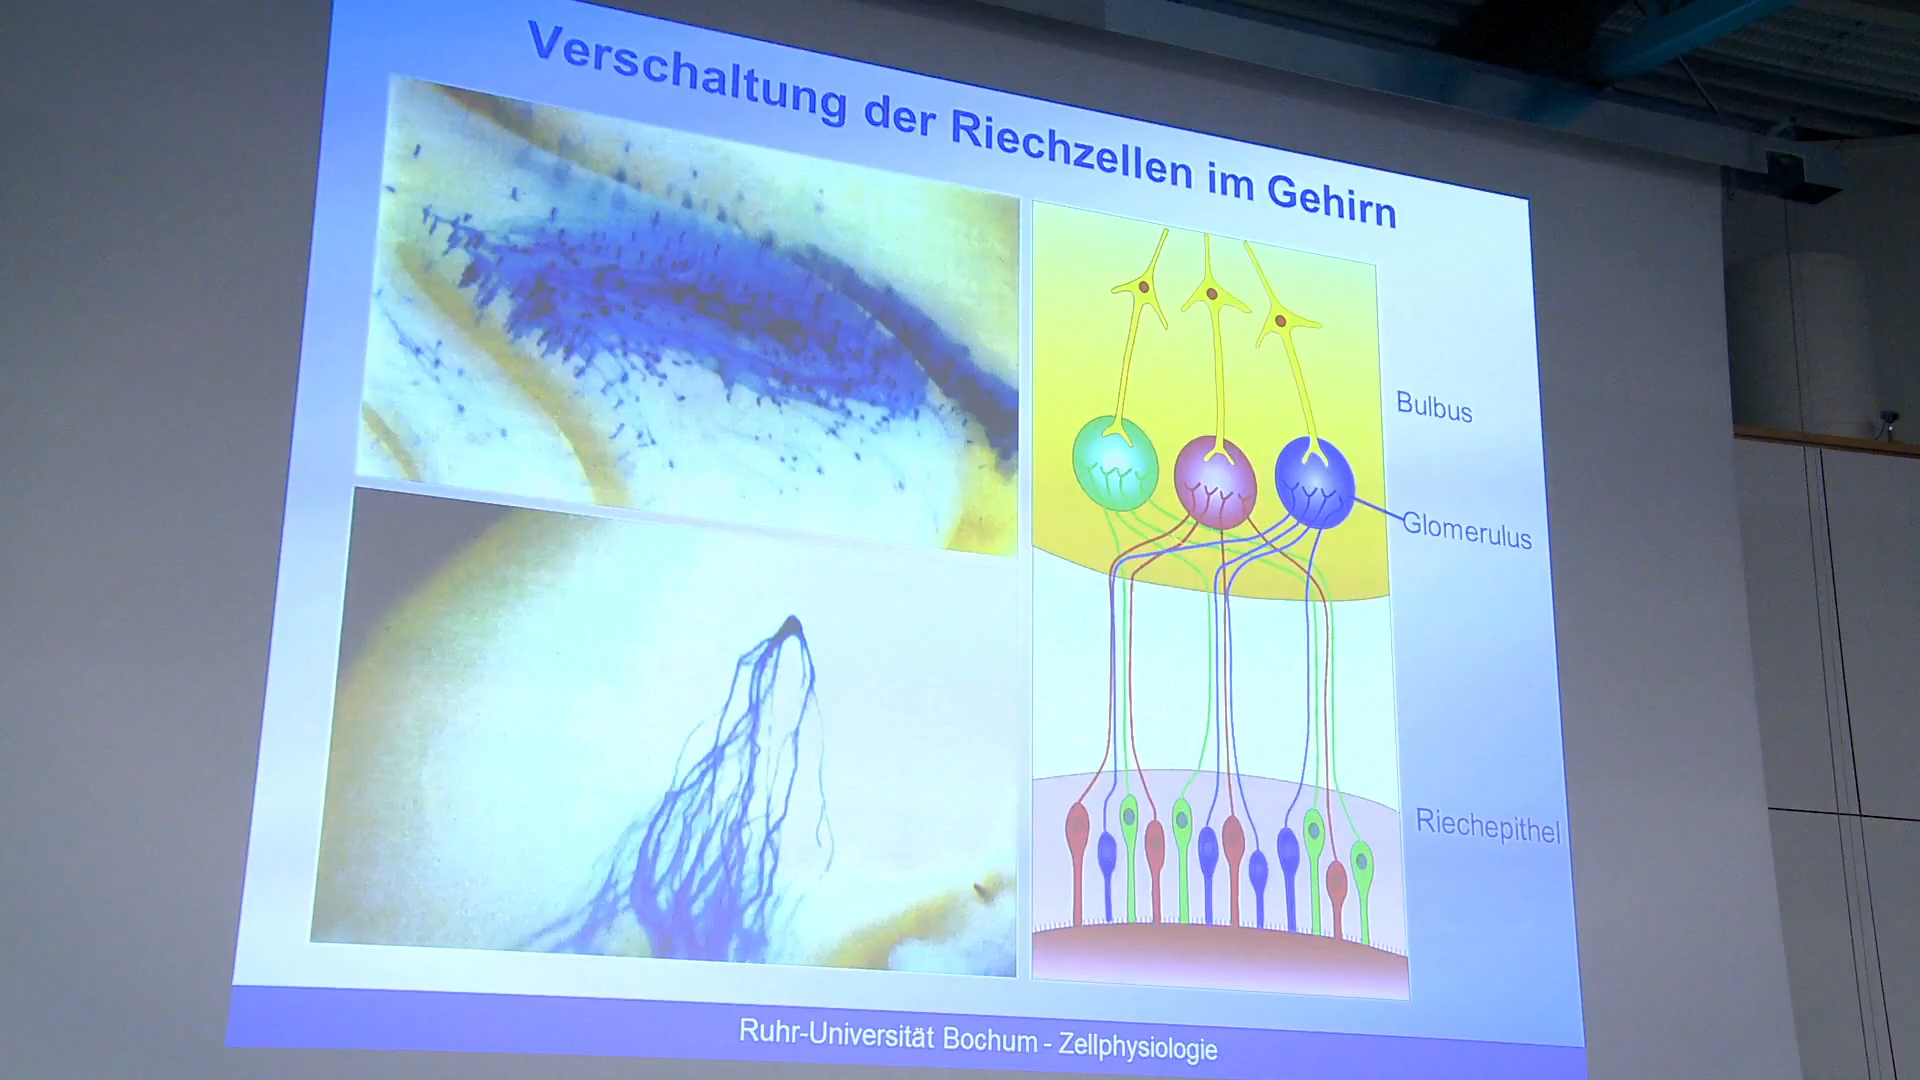 Verschaltung der Riechzellen im Gehirn
Bulbus
Glomerulus
Riechepithel
Ruhr-Universität Bochum - Zellphysiologie